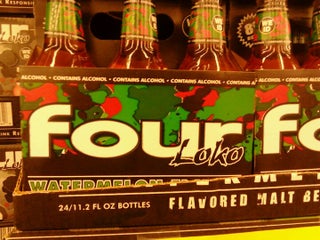 ALCOHOL • CONTAINS ALCOHOL • CONTAINS ALCOHOL • CONTAINS ALCOHOL • CONTAINS ALCOHOL
four
Loko
WATERMELON
24/11.2 FL OZ BOTTLES
FLAVORED MALT BE